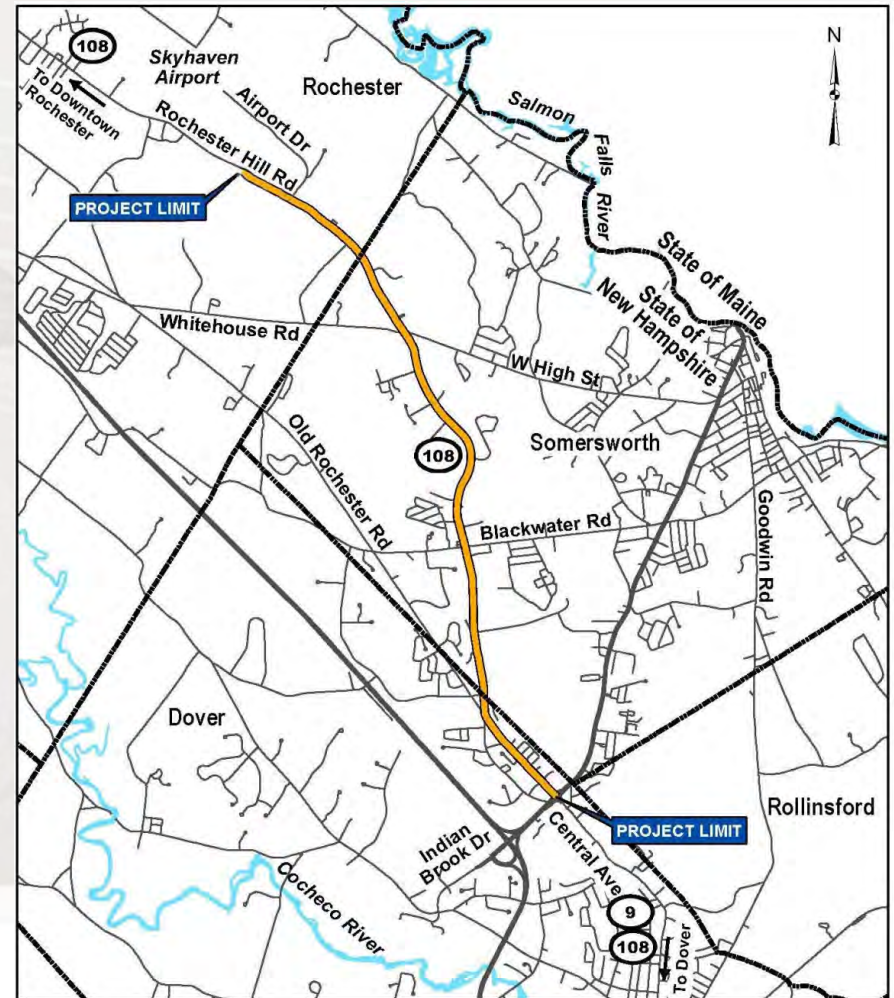 108
Skyhaven
Airport
Rochester
N
To Downtown
Rochester
Airport Dr
Rochester Hill Rd
Salmon
Falls
River
PROJECT LIMIT
State of Maine
State of
New Hampshire
Whitehouse Rd
W High St
Old Rochester Rd
108
Somersworth
Blackwater Rd
Goodwin Rd
Dover
Rollinsford
PROJECT LIMIT
Indian
Brook Dr
Central Ave
Cocheco River
9
108
To Dover